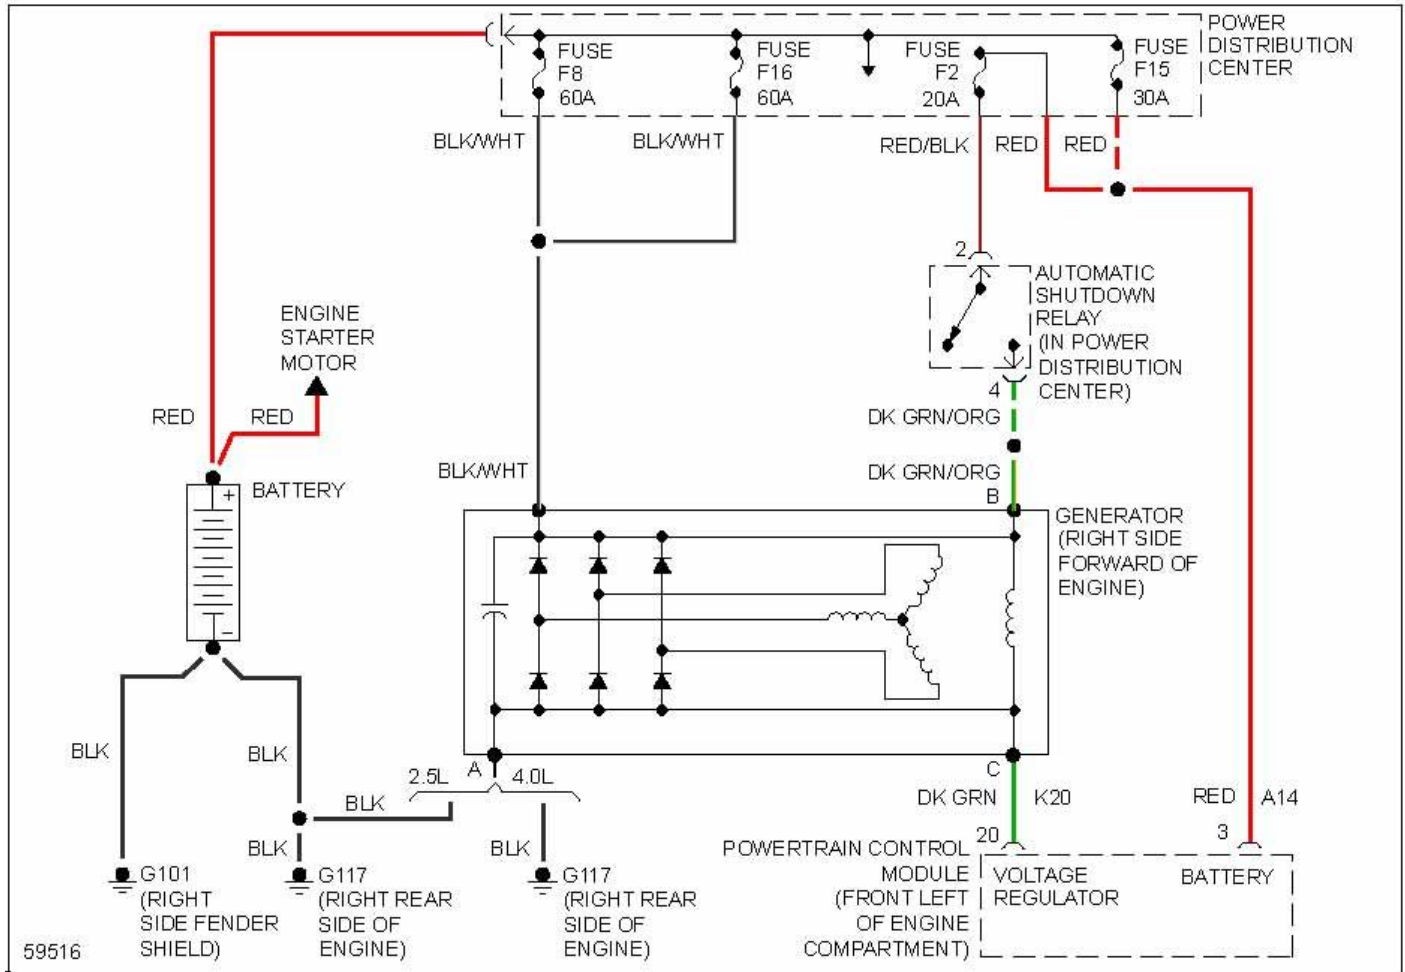 POWER
DISTRIBUTION
CENTER
FUSE
F8
60A
FUSE
F16
60A
FUSE
F2
20A
FUSE
F15
30A
BLK/WHT
BLK/WHT
RED/BLK
RED
RED
2
AUTOMATIC
SHUTDOWN
RELAY
(IN POWER
DISTRIBUTION
CENTER)
4
ENGINE
STARTER
MOTOR
RED
RED
DK GRN/ORG
BLK/WHT
DK GRN/ORG
B
+
BATTERY
–
GENERATOR
(RIGHT SIDE
FORWARD OF
ENGINE)
BLK
BLK
2.5L
A
4.0L
C
BLK
DK GRN
K20
RED
A14
BLK
BLK
20
3
G101
(RIGHT
SIDE FENDER
SHIELD)
G117
(RIGHT REAR
SIDE OF
ENGINE)
G117
(RIGHT REAR
SIDE OF
ENGINE)
POWERTRAIN CONTROL
MODULE
(FRONT LEFT
OF ENGINE
COMPARTMENT)
VOLTAGE
REGULATOR
BATTERY
59516